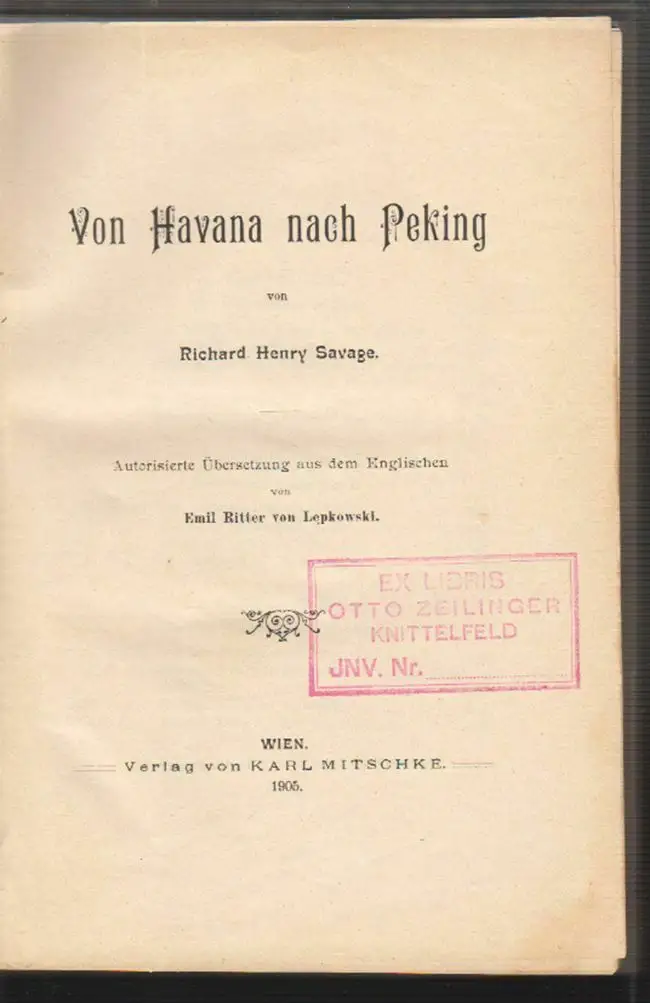 Von Havana nach Peking
von
Richard Henry Savage.
Autorisierte Übersetzung aus dem Englischen
von
Emil Ritter von Lepkowski.
EX LIBRIS
OTTO ZEILINGER
KNITTELFELD
JNV. Nr.
WIEN.
Verlag von KARL MITSCHKE.
1905.